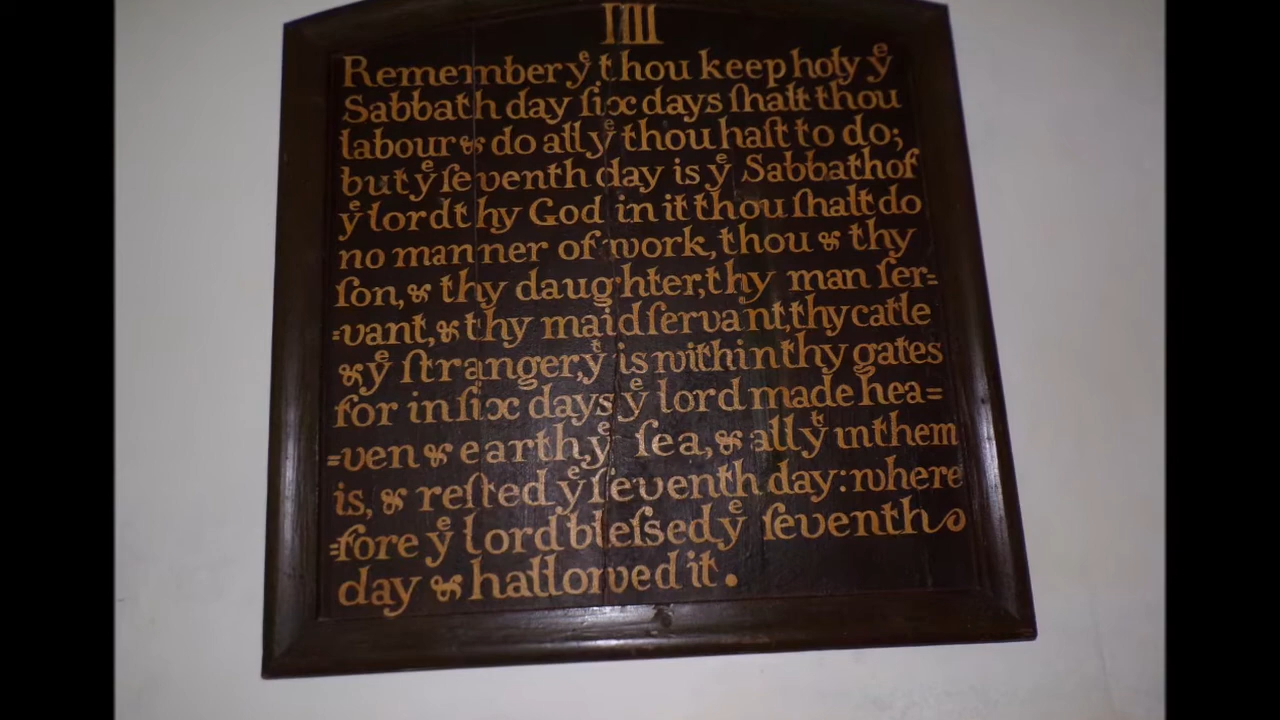 IIII
Remember yͤ thou keep holy yͤ
Sabbath day ſix days ſhalt thou
labour & do all yͤ thou haſt to do;
but yͤ ſeventh day is yͤ Sabbath of
yͤ lord thy God in it thou ſhalt do
no manner of work, thou & thy
ſon, & thy daughter, thy man ſer=
=vant, & thy maid ſervant, thy catle
& yͤ ſtranger, yͭ is within thy gates
for in ſix days yͤ lord made hea=
=ven & earth, yͤ ſea, & all yͭ in them
is, & reſted yͤ ſeventh day: where
=fore yͤ lord bleſsed yͤ ſeventh
day & hallowed it.